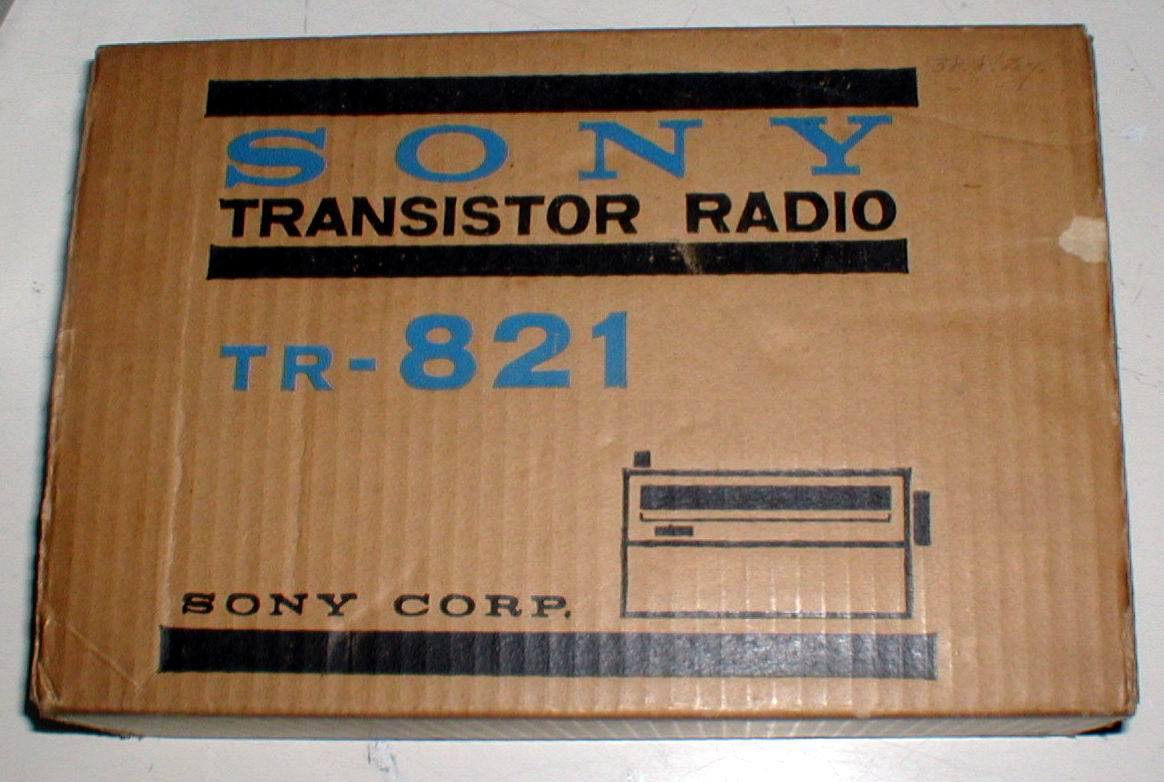 SONY
TRANSISTOR RADIO
TR-821
SONY CORP.